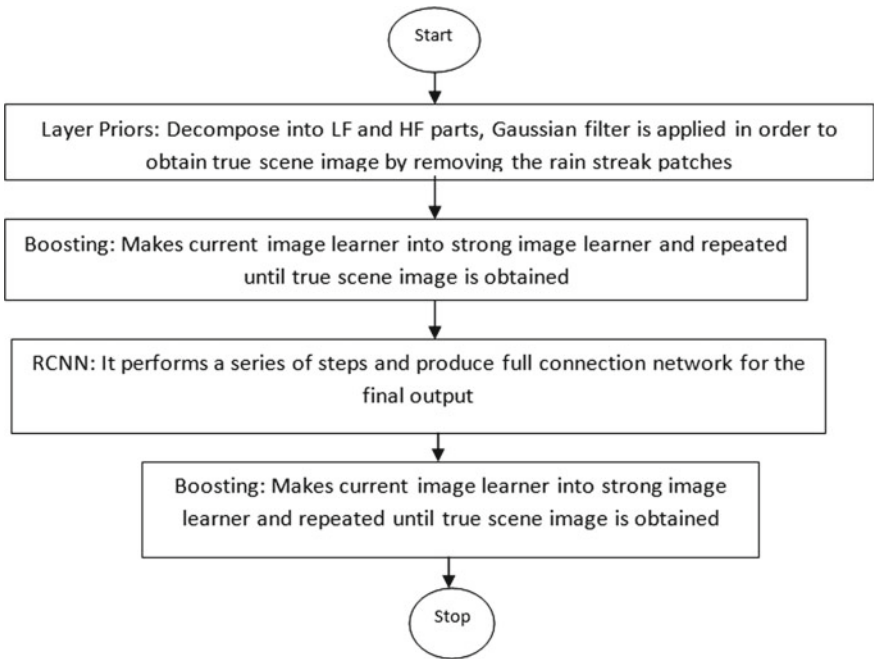 Start
Layer Priors: Decompose into LF and HF parts, Gaussian filter is applied in order to
obtain true scene image by removing the rain streak patches
Boosting: Makes current image learner into strong image learner and repeated
until true scene image is obtained
RCNN: It performs a series of steps and produce full connection network for the
final output
Boosting: Makes current image learner into strong image
learner and repeated until true scene image is obtained
Stop